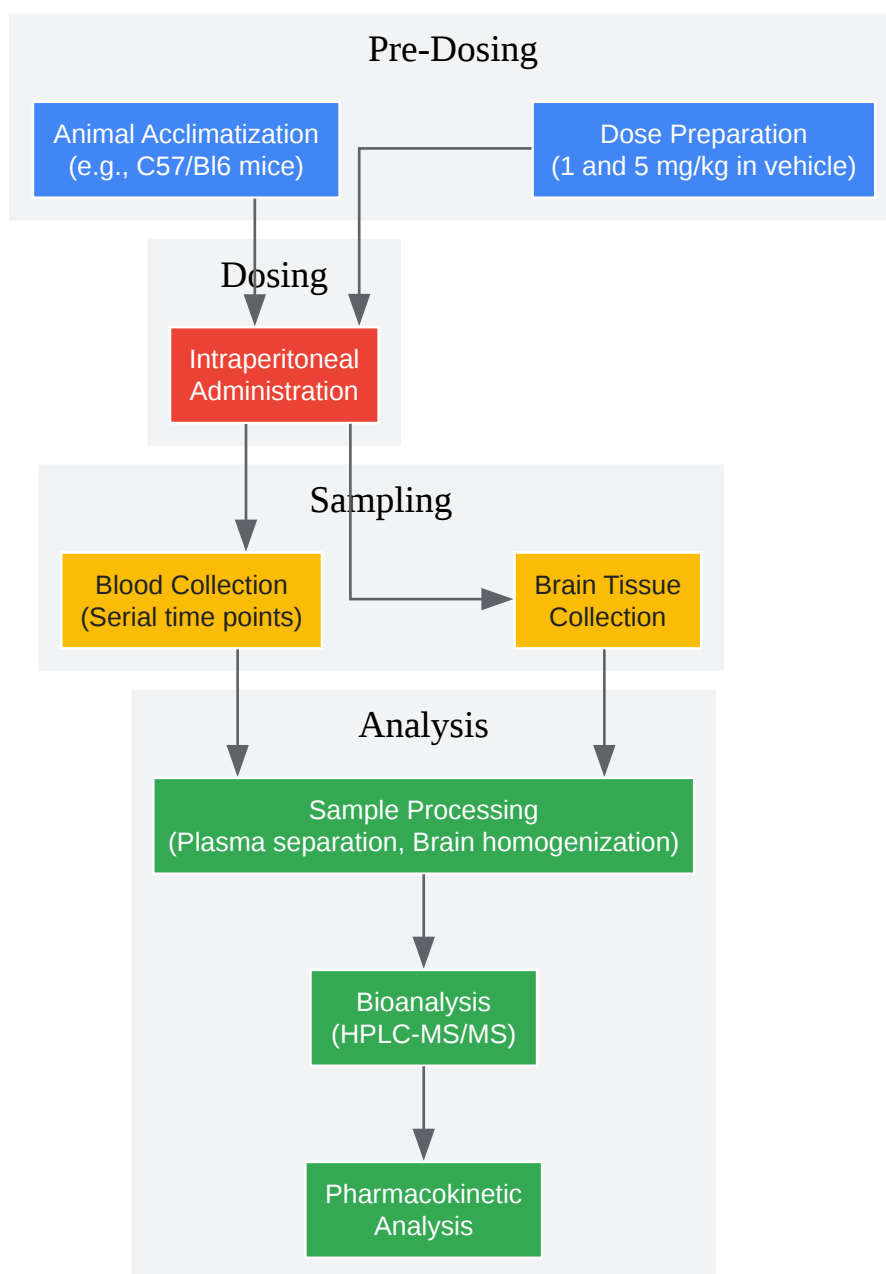 Pre-Dosing
Animal Acclimatization
(e.g., C57/Bl6 mice)
Dose Preparation
(1 and 5 mg/kg in vehicle)
Dosing
Intraperitoneal
Administration
Sampling
Blood Collection
(Serial time points)
Brain Tissue
Collection
Analysis
Sample Processing
(Plasma separation, Brain homogenization)
Bioanalysis
(HPLC-MS/MS)
Pharmacokinetic
Analysis